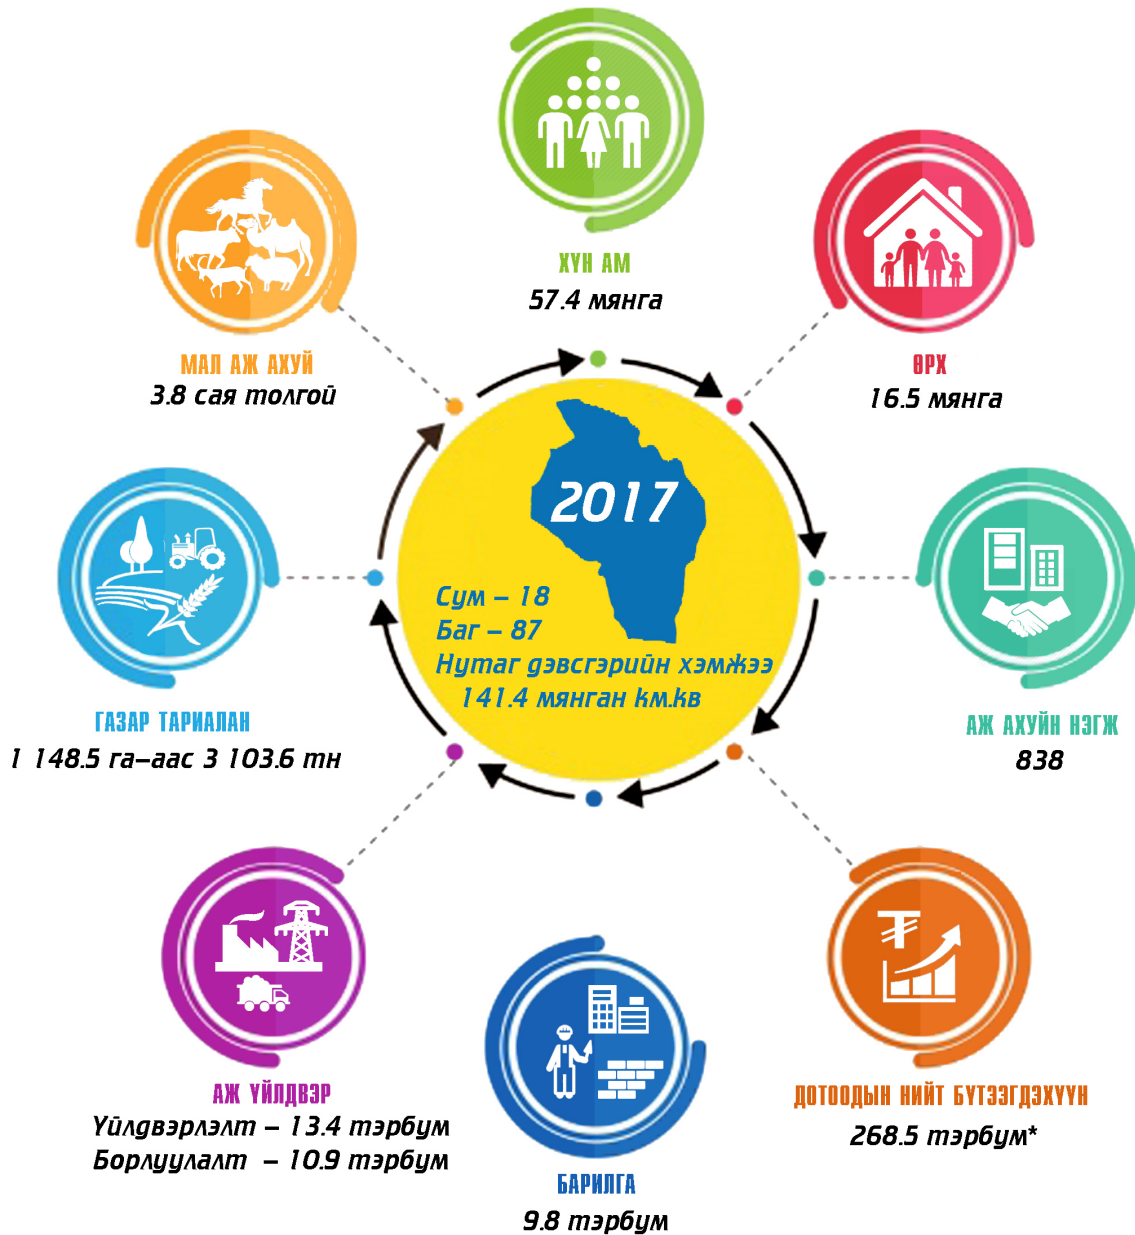 ХҮН АМ
57.4 мянга
ӨРХ
16.5 мянга
АЖ АХУЙН НЭГЖ
838
ДОТООДЫН НИЙТ БҮТЭЭГДЭХҮҮН
268.5 тэрбум*
БАРИЛГА
9.8 тэрбум
АЖ ҮЙЛДВЭР
Үйлдвэрлэлт – 13.4 тэрбум
Борлуулалт – 10.9 тэрбум
ГАЗАР ТАРИАЛАН
1 148.5 га–аас 3 103.6 тн
МАЛ АЖ АХУЙ
3.8 сая толгой
2017
Сум – 18
Баг – 87
Нутаг дэвсгэрийн хэмжээ
141.4 мянган км.кв